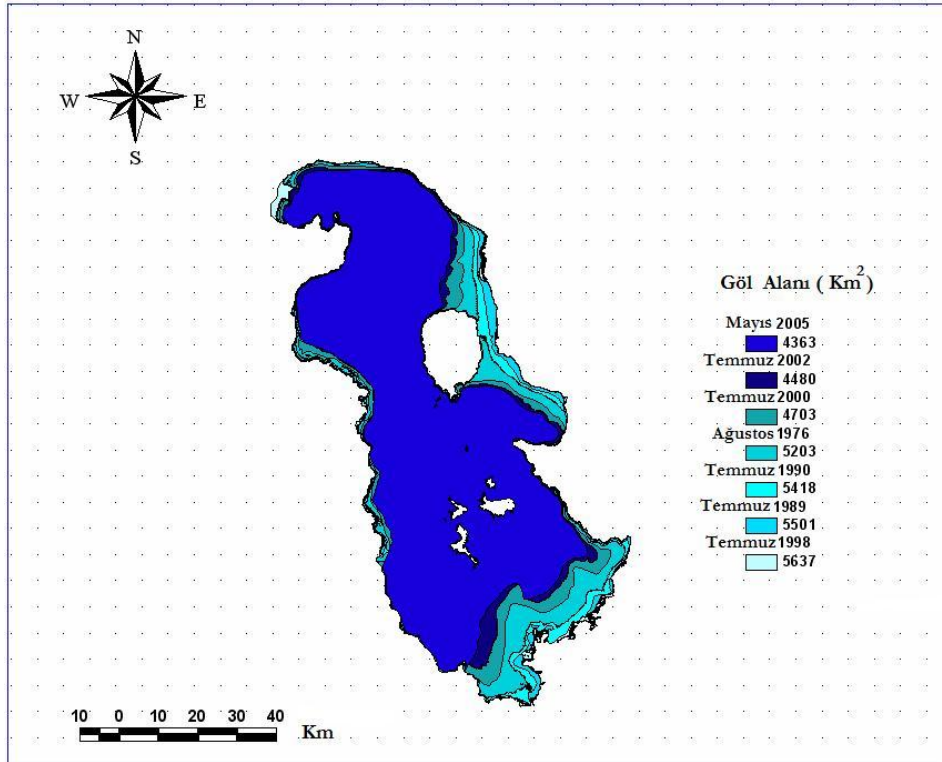 N
W E
S
Göl Alanı ( Km2)
Mayıs 2005
4363
Temmuz 2002
4480
Temmuz 2000
4703
Ağustos 1976
5203
Temmuz 1990
5418
Temmuz 1989
5501
Temmuz 1998
5637
10 0 10 20 30 40
Km